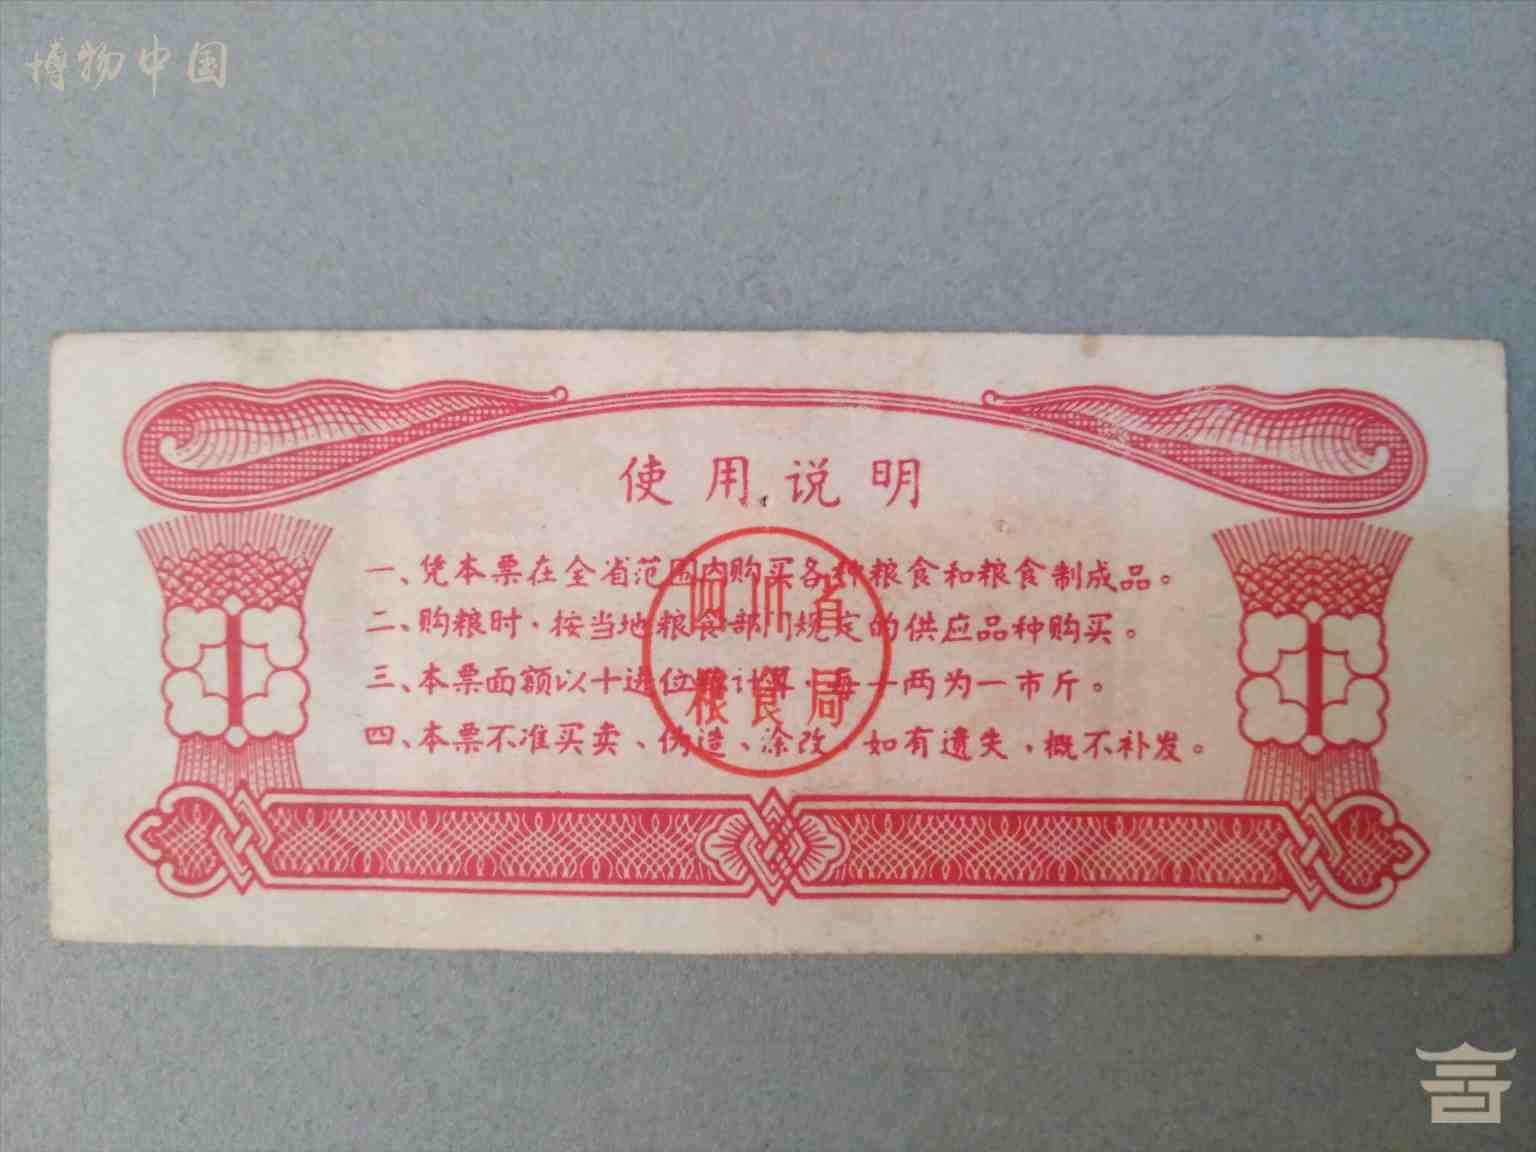 博物中国
使用说明
一、凭本票在全省范围内购买各种粮食和粮食制成品。
二、购粮时，按当地粮食部门规定的供应品种购买。
三、本票面额以十进位制计算，每一两为一市斤。
四、本票不准买卖、伪造、涂改，如有遗失，概不补发。
四川省
粮食局